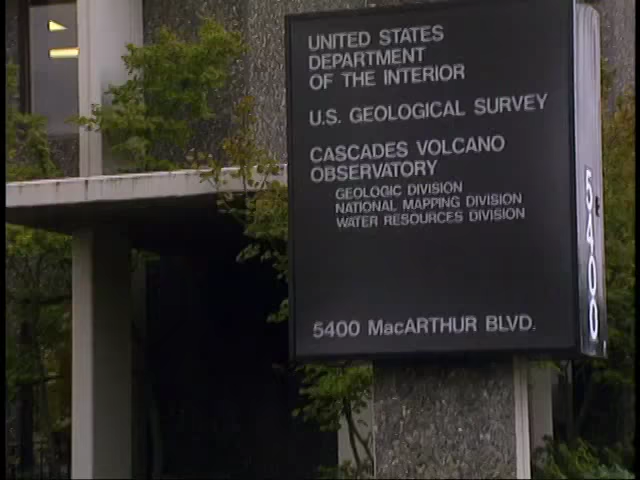 UNITED STATES
DEPARTMENT
OF THE INTERIOR
U.S. GEOLOGICAL SURVEY
CASCADES VOLCANO
OBSERVATORY
GEOLOGIC DIVISION
NATIONAL MAPPING DIVISION
WATER RESOURCES DIVISION
5400 MacARTHUR BLVD.
5400